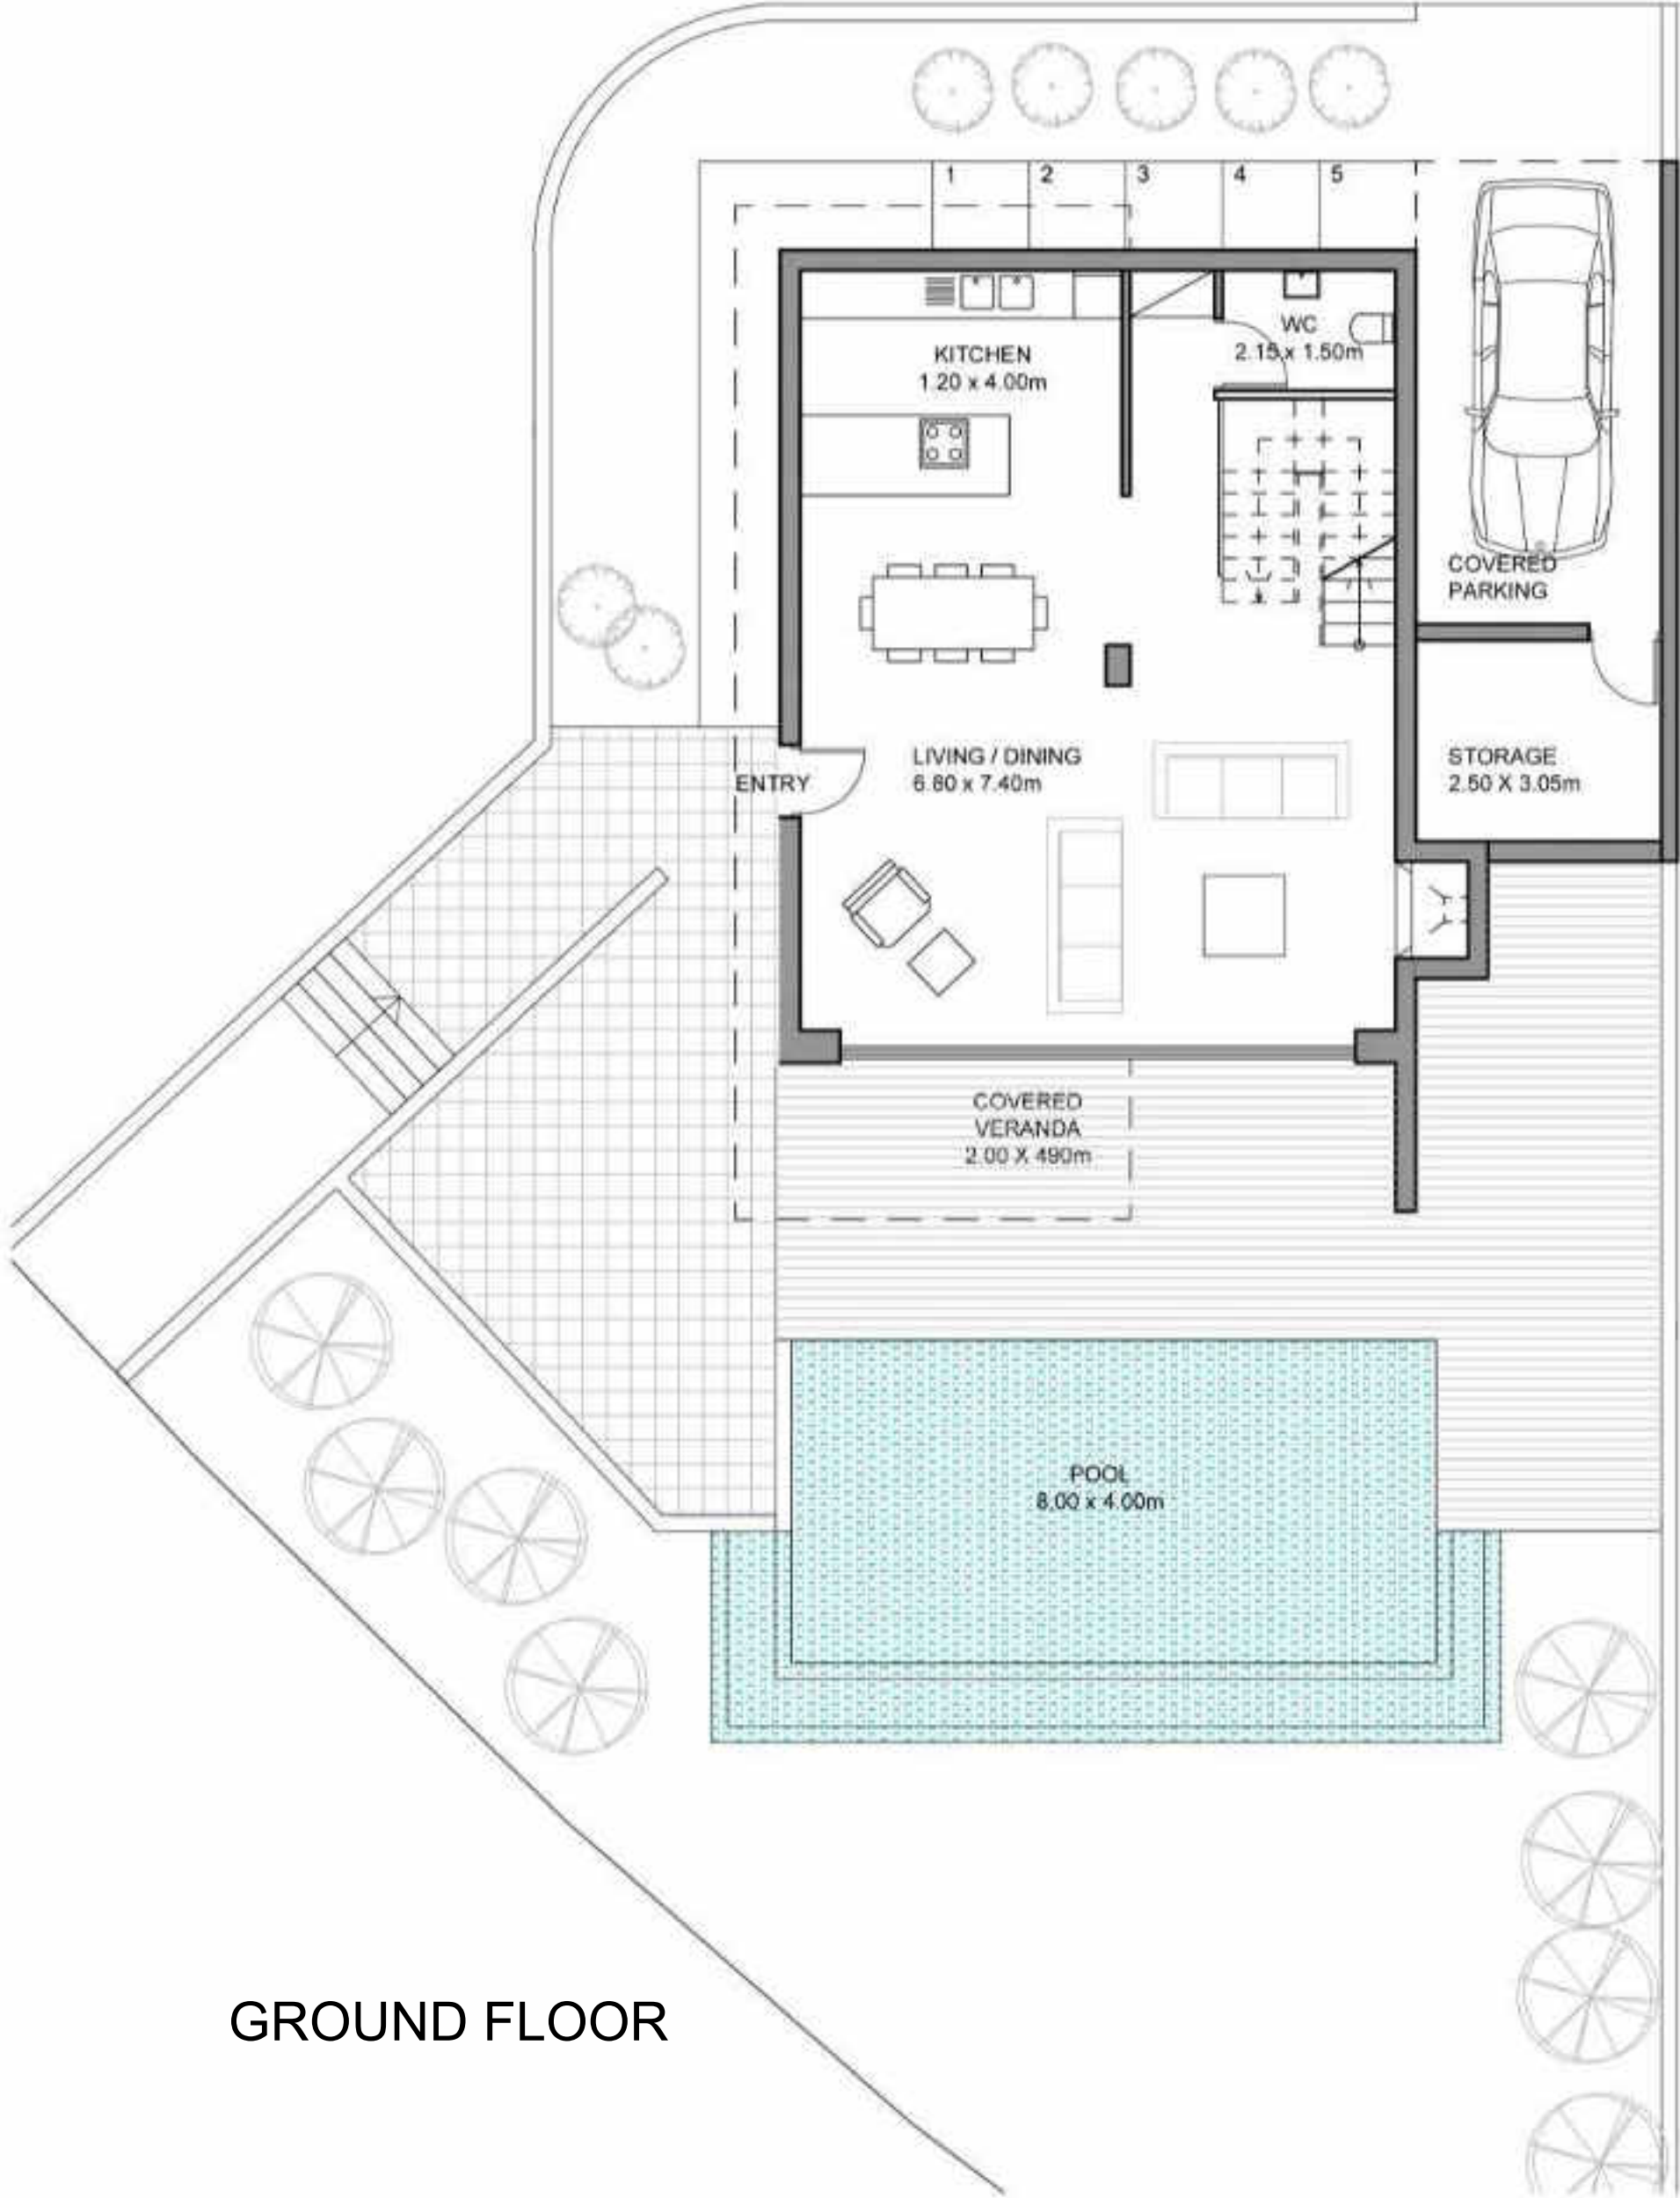 1 2 3 4 5
WC
2.15 x 1.50m
KITCHEN
1.20 x 4.00m
COVERED
PARKING
LIVING / DINING
6.80 x 7.40m
ENTRY
STORAGE
2.50 X 3.05m
COVERED
VERANDA
2.00 X 490m
POOL
8,00 x 4.00m
GROUND FLOOR